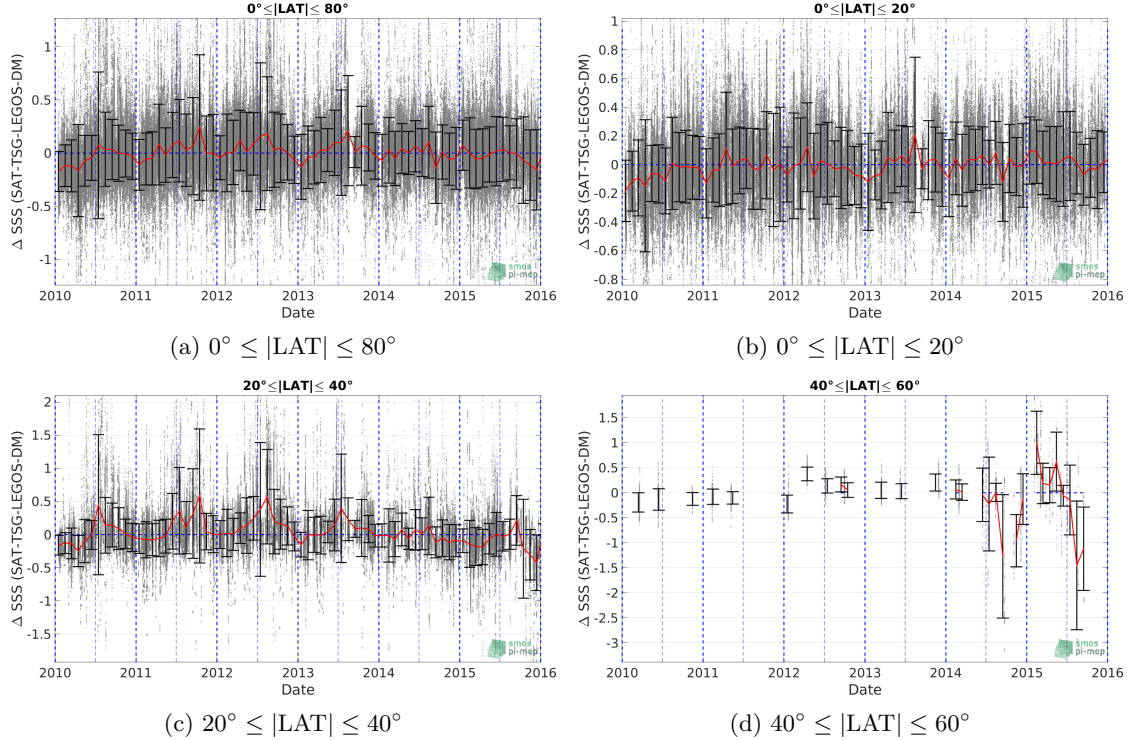 0°≤|LAT|≤ 80°
Δ SSS (SAT-TSG-LEGOS-DM)
1
0.5
0
-0.5
-1
2010 2011 2012 2013 2014 2015 2016
Date
smos
pi-mep
(a) 0° ≤ |LAT| ≤ 80°
0°≤|LAT|≤ 20°
Δ SSS (SAT-TSG-LEGOS-DM)
1
0.8
0.6
0.4
0.2
0
-0.2
-0.4
-0.6
-0.8
2010 2011 2012 2013 2014 2015 2016
Date
smos
pi-mep
(b) 0° ≤ |LAT| ≤ 20°
20°≤|LAT|≤ 40°
Δ SSS (SAT-TSG-LEGOS-DM)
2
1.5
1
0.5
0
-0.5
-1
-1.5
2010 2011 2012 2013 2014 2015 2016
Date
smos
pi-mep
(c) 20° ≤ |LAT| ≤ 40°
40°≤|LAT|≤ 60°
Δ SSS (SAT-TSG-LEGOS-DM)
1.5
1
0.5
0
-0.5
-1
-1.5
-2
-2.5
-3
2010 2011 2012 2013 2014 2015 2016
Date
smos
pi-mep
(d) 40° ≤ |LAT| ≤ 60°